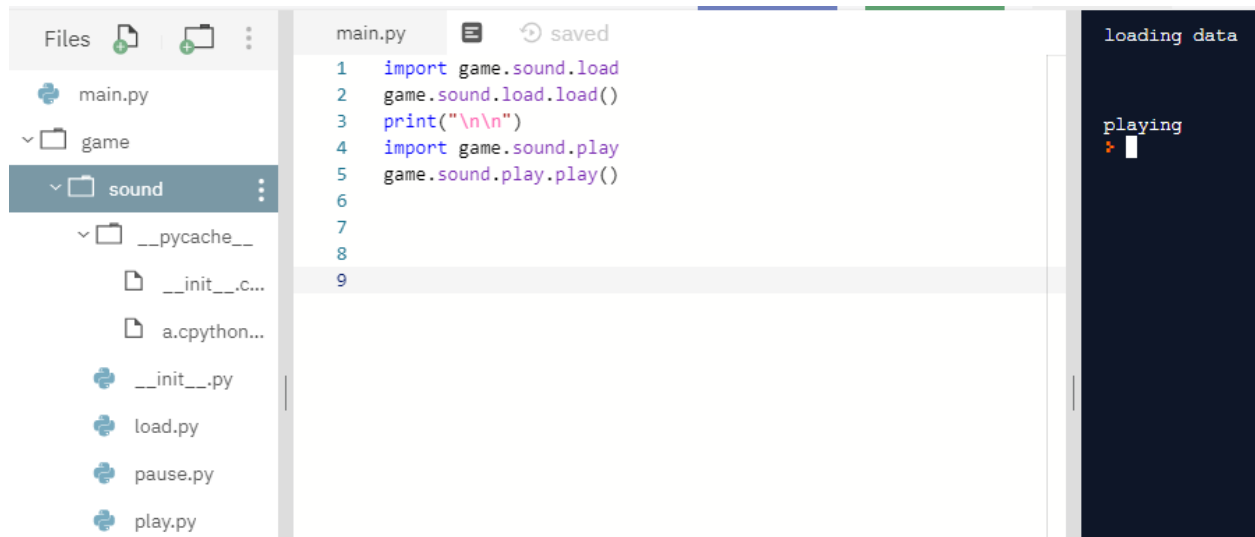 Files
main.py
game
sound
__pycache__
__init__.c...
a.cpython...
__init__.py
load.py
pause.py
play.py
main.py saved
1 import game.sound.load
2 game.sound.load.load()
3 print("\n\n")
4 import game.sound.play
5 game.sound.play.play()
6
7
8
9
loading data
playing